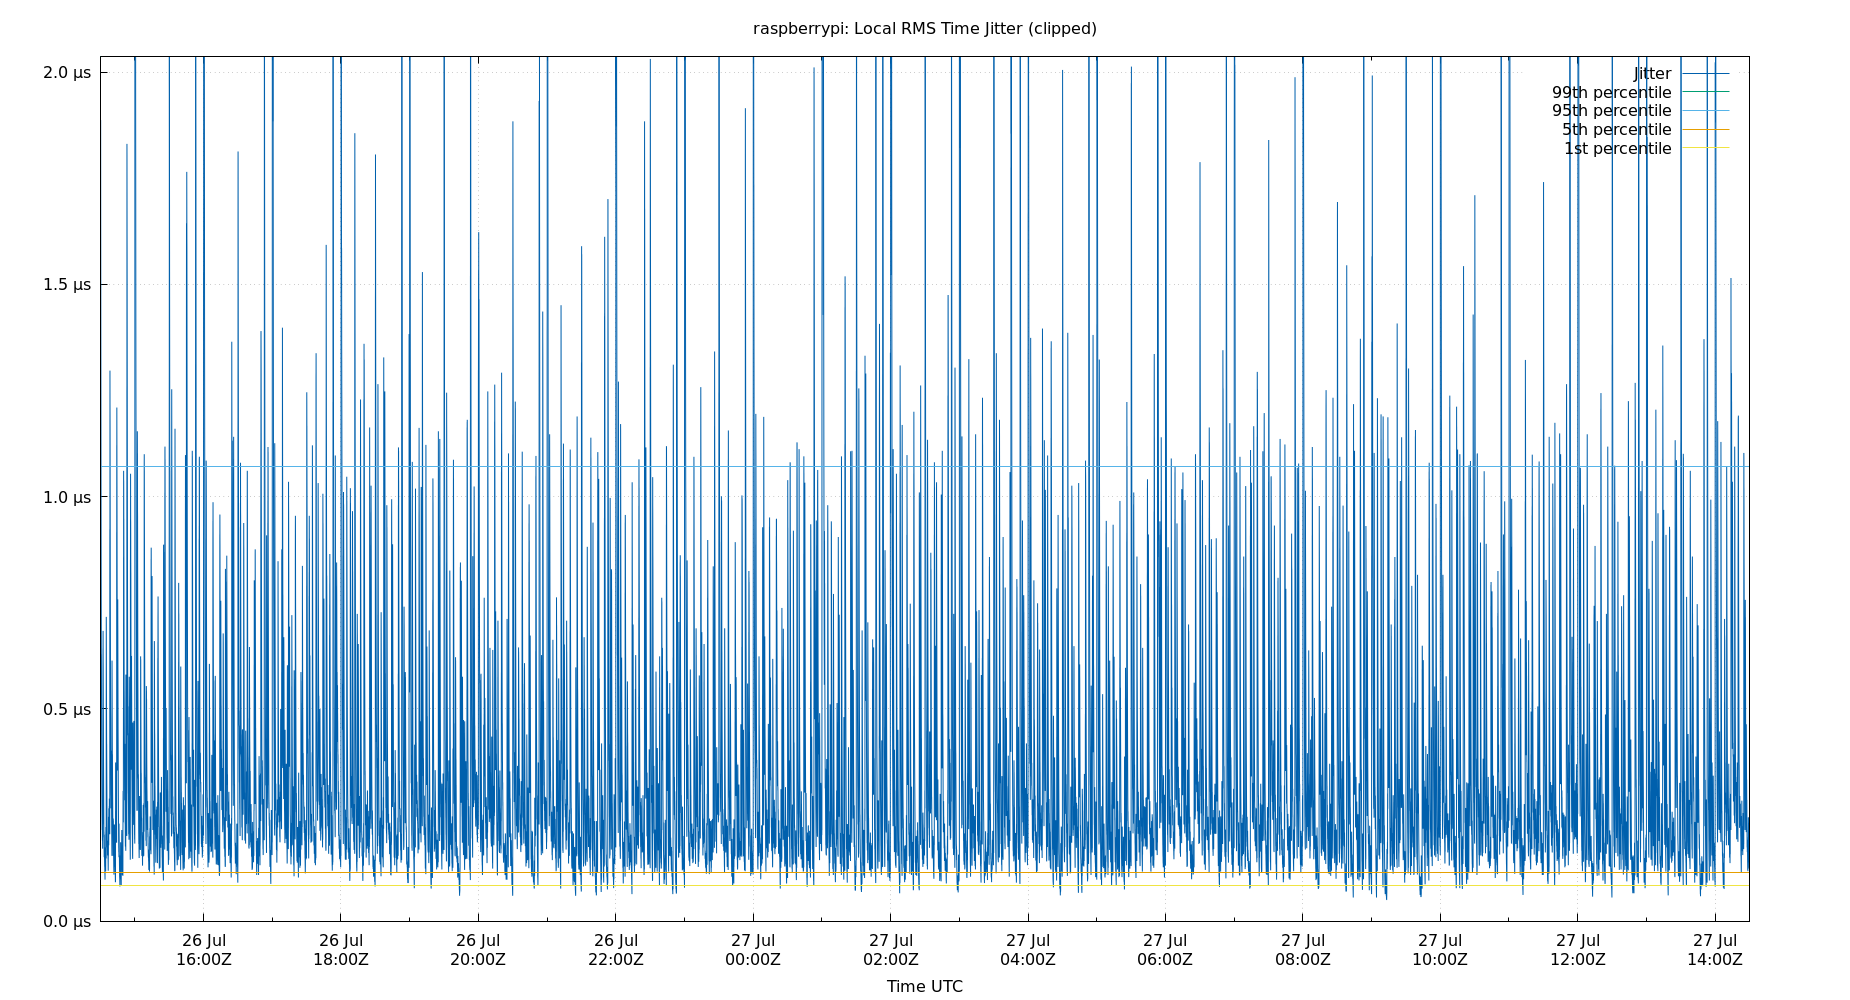 raspberrypi: Local RMS Time Jitter (clipped)
2.0 μs
1.5 μs
1.0 μs
0.5 μs
0.0 μs
Jitter
99th percentile
95th percentile
5th percentile
1st percentile
26 Jul 26 Jul 26 Jul 26 Jul 27 Jul 27 Jul 27 Jul 27 Jul 27 Jul 27 Jul 27 Jul 27 Jul
16:00Z 18:00Z 20:00Z 22:00Z 00:00Z 02:00Z 04:00Z 06:00Z 08:00Z 10:00Z 12:00Z 14:00Z
Time UTC